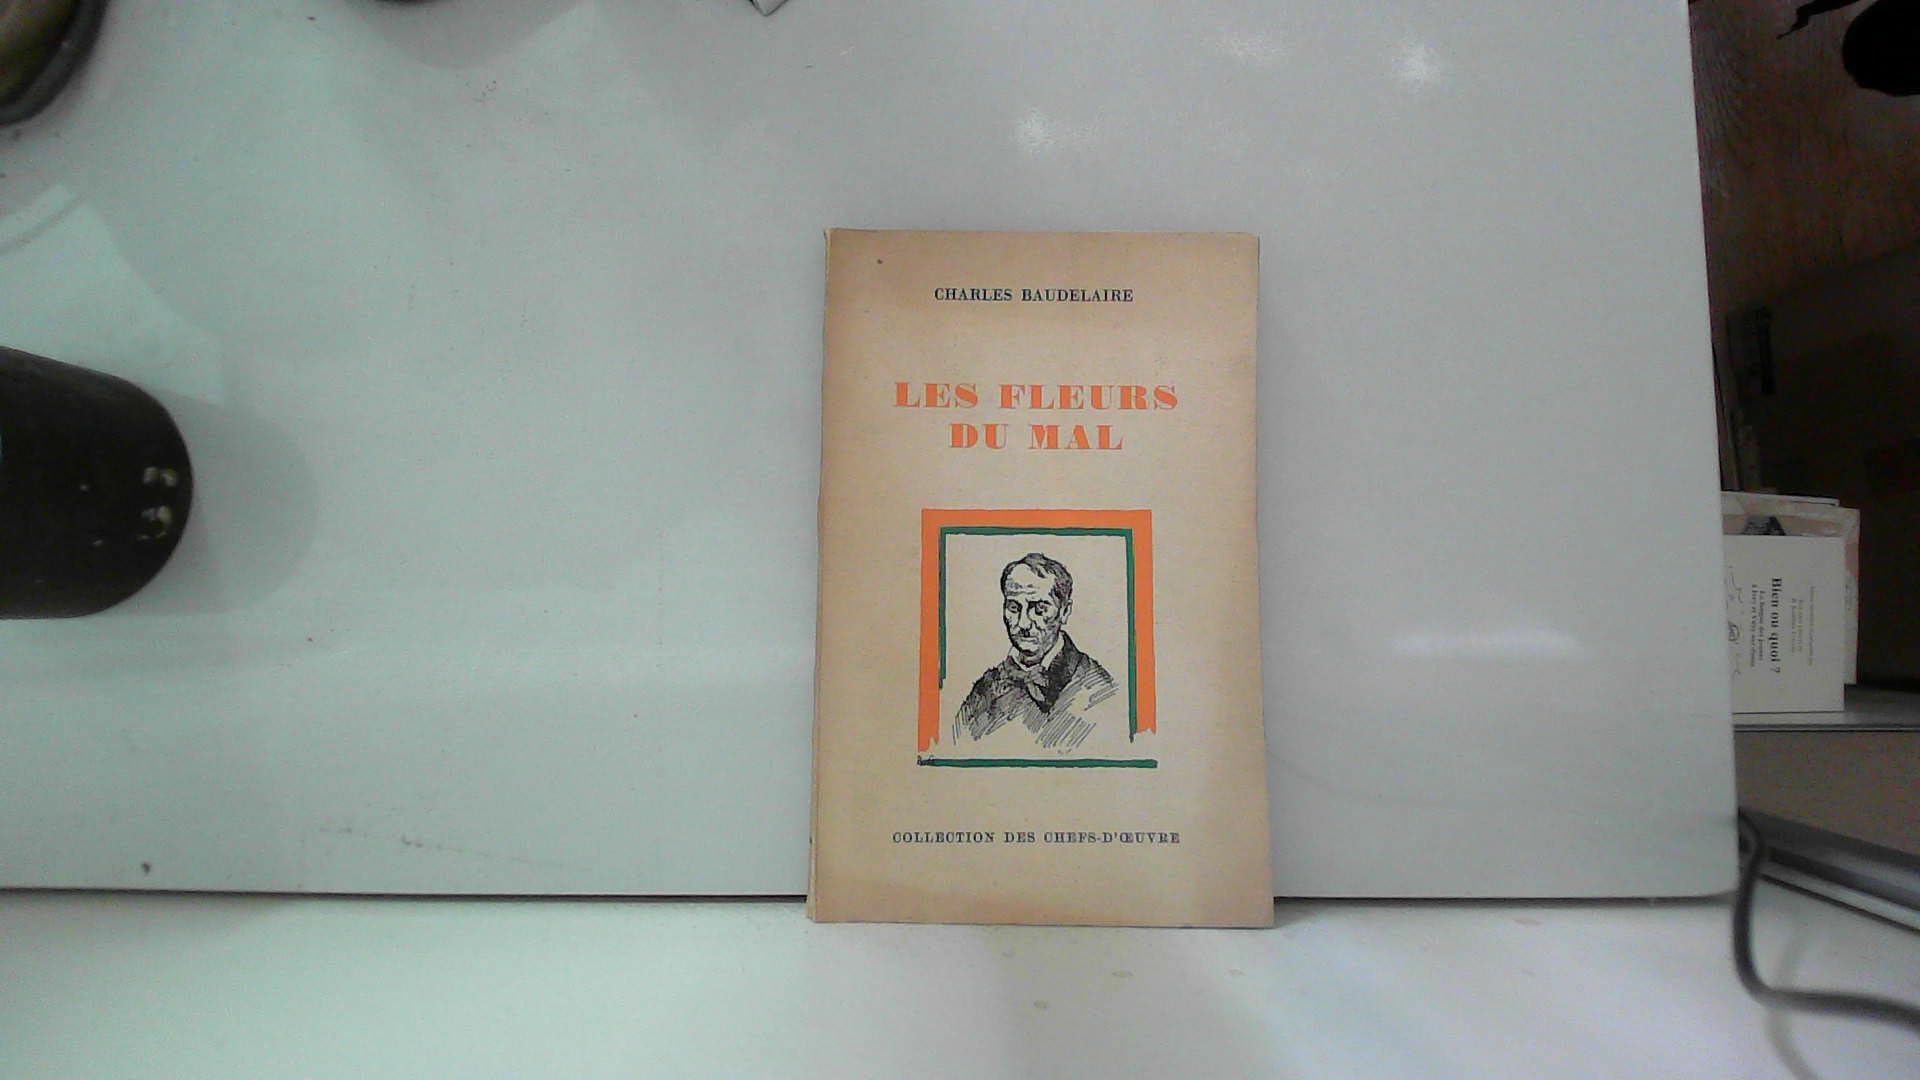 CHARLES BAUDELAIRE
LES FLEURS
DU MAL
COLLECTION DES CHEFS-D'ŒUVRE
Bien ou quoi ?